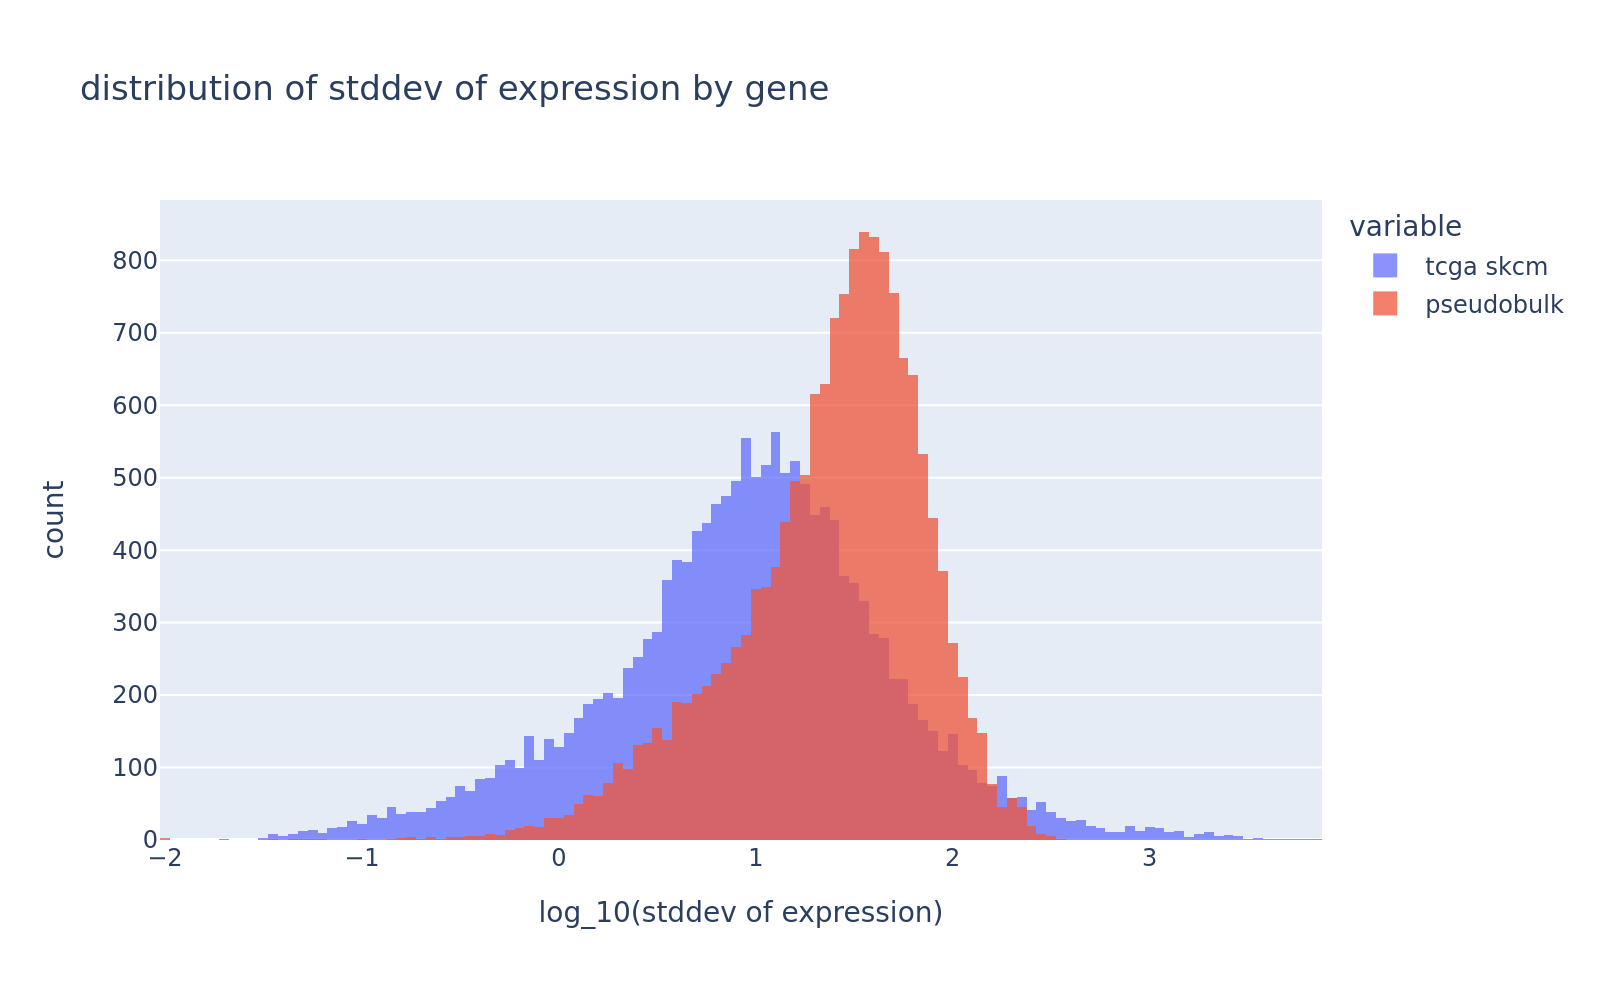 distribution of stddev of expression by gene
variable
tcga skcm
pseudobulk
800
700
600
500
400
300
200
100
0
count
−2 −1 0 1 2 3
log_10(stddev of expression)